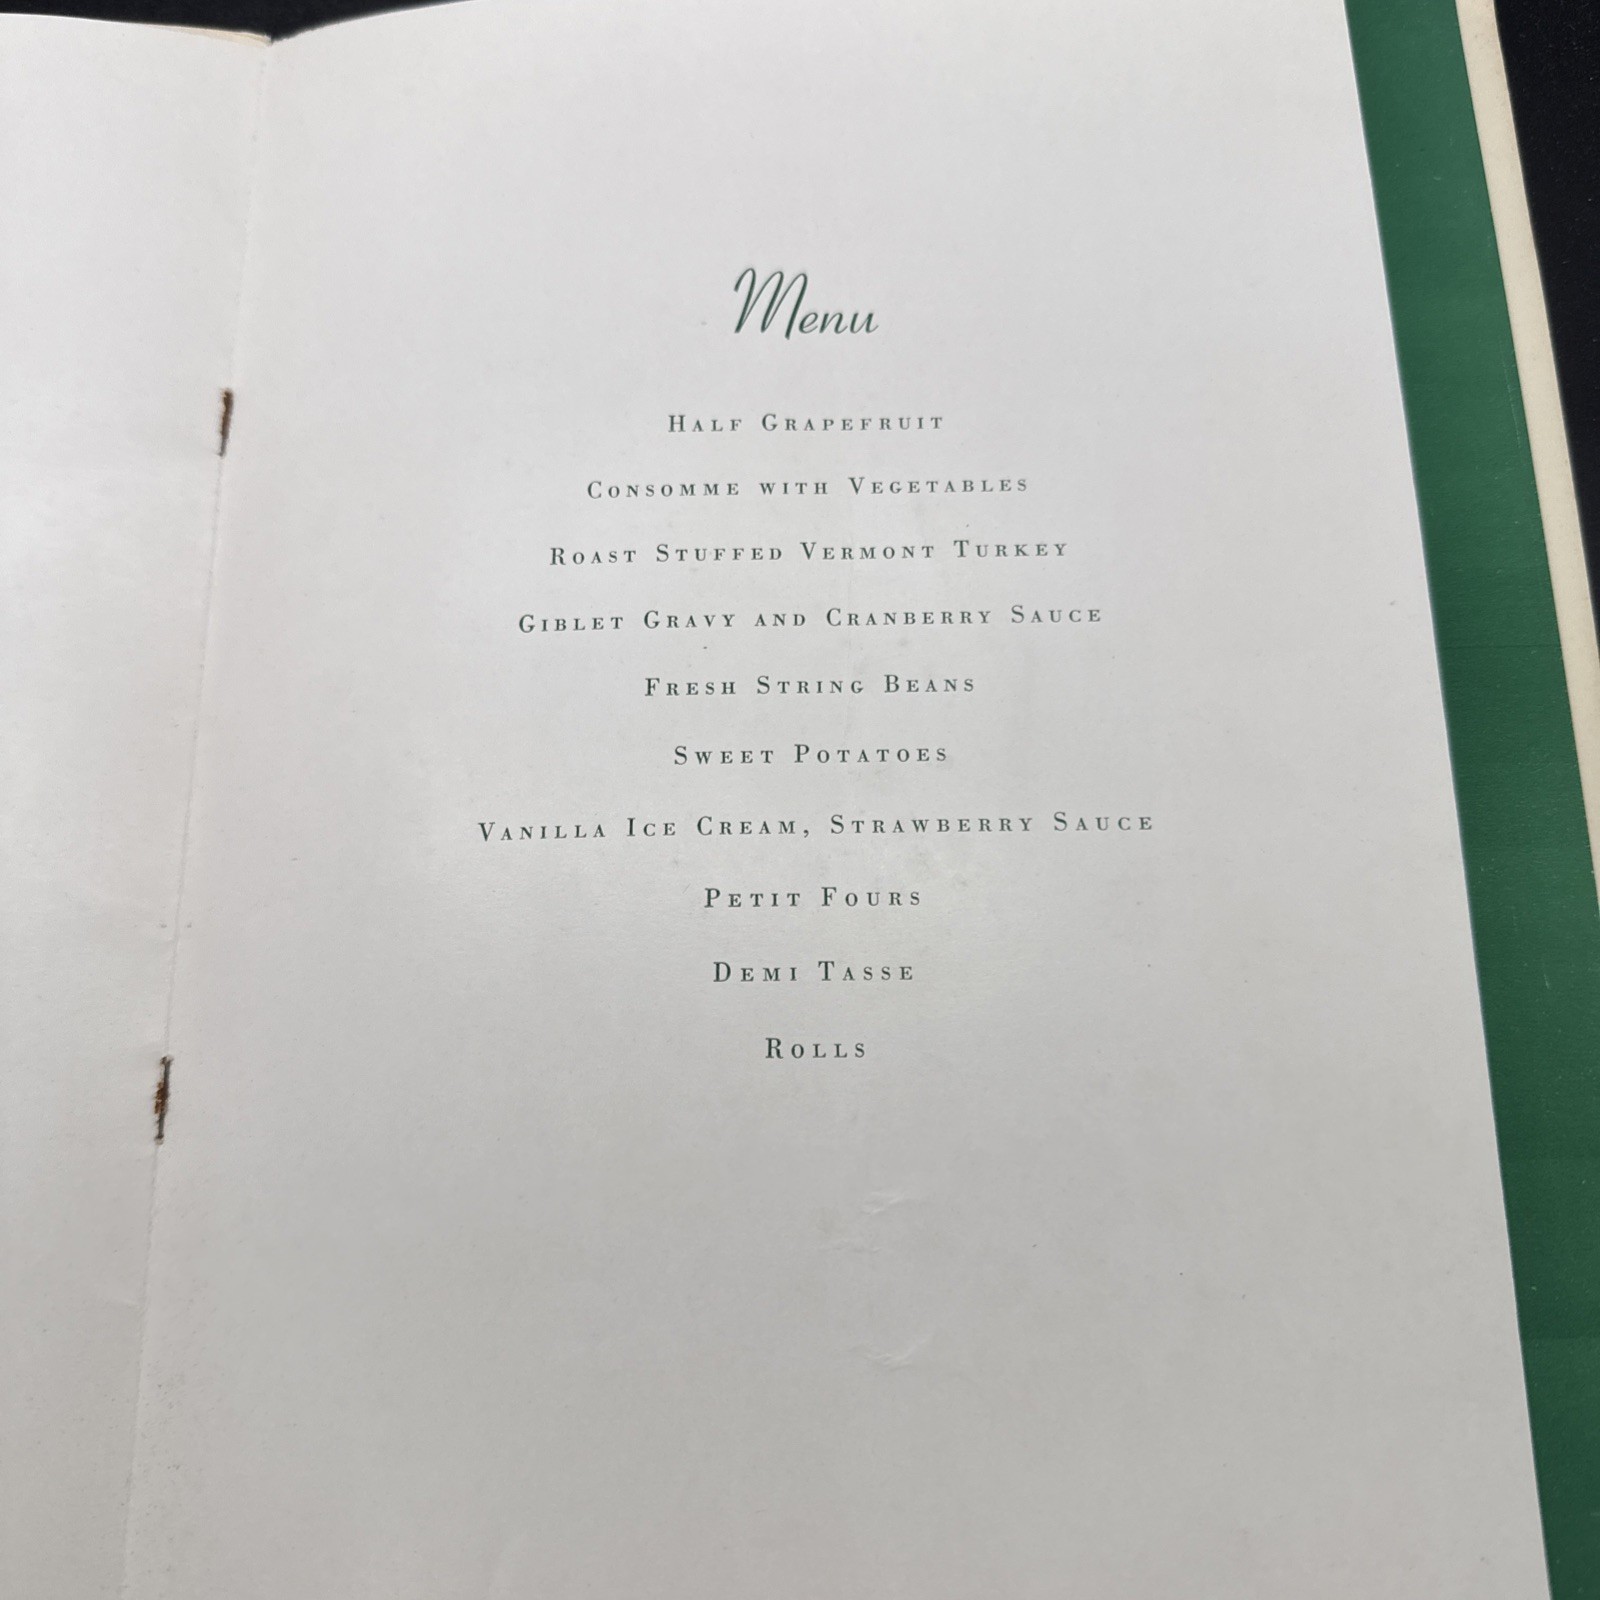 Menu
Half Grapefruit
Consomme with Vegetables
Roast Stuffed Vermont Turkey
Giblet Gravy and Cranberry Sauce
Fresh String Beans
Sweet Potatoes
Vanilla Ice Cream, Strawberry Sauce
Petit Fours
Demi Tasse
Rolls